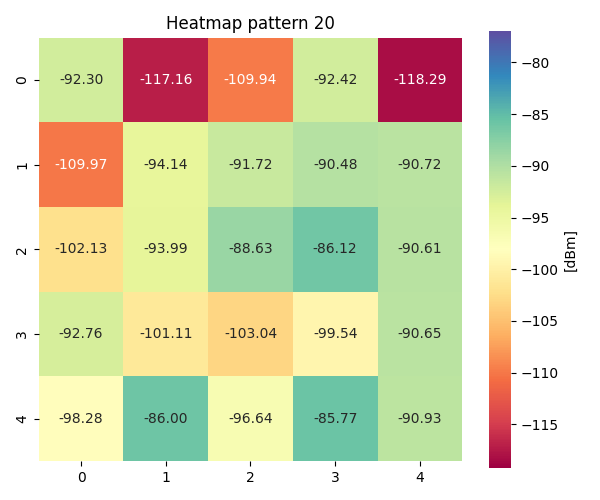 Heatmap pattern 20
0 -92.30 -117.16 -109.94 -92.42 -118.29
1 -109.97 -94.14 -91.72 -90.48 -90.72
2 -102.13 -93.99 -88.63 -86.12 -90.61
3 -92.76 -101.11 -103.04 -99.54 -90.65
4 -98.28 -86.00 -96.64 -85.77 -90.93
0 1 2 3 4
−80
−85
−90
−95
−100
−105
−110
−115
[dBm]